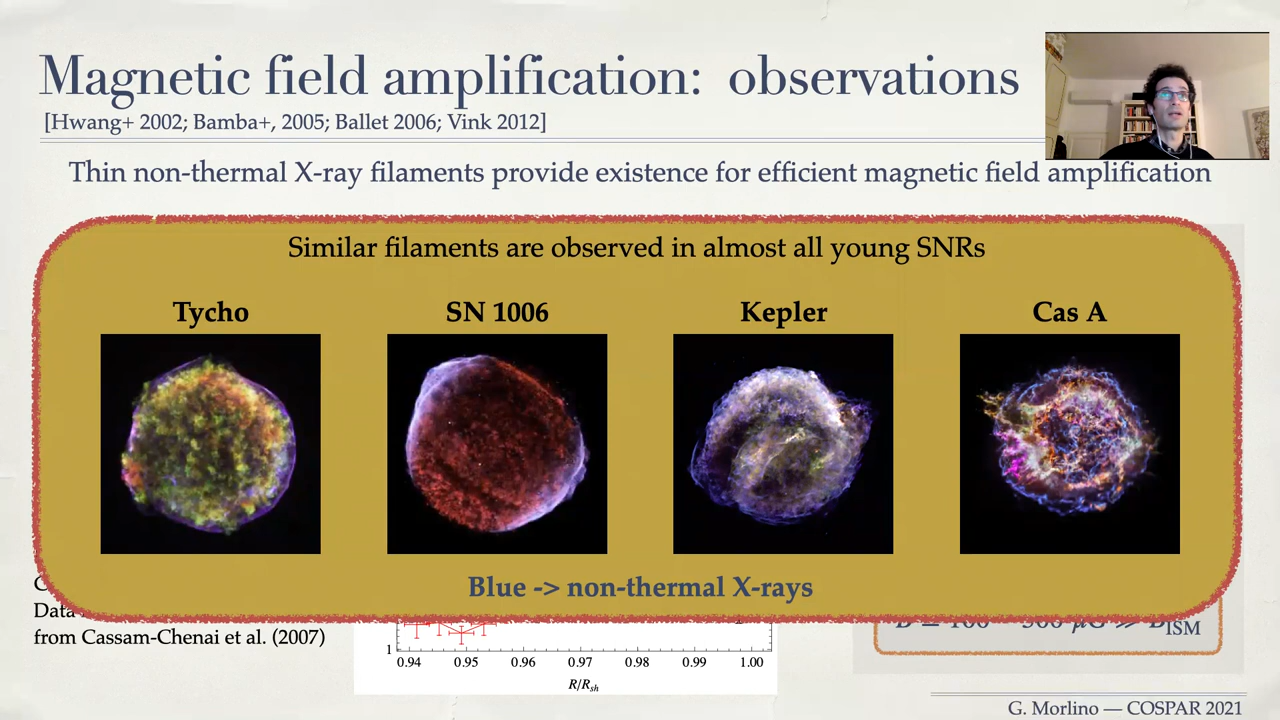 Magnetic field amplification: observations
[Hwang+ 2002; Bamba+, 2005; Ballet 2006; Vink 2012]
Thin non-thermal X-ray filaments provide existence for efficient magnetic field amplification
Similar filaments are observed in almost all young SNRs
Tycho SN 1006 Kepler Cas A
Blue -> non-thermal X-rays
Data
from Cassam-Chenai et al. (2007)
1
0.94 0.95 0.96 0.97 0.98 0.99 1.00
R/Rsh
G. Morlino — COSPAR 2021